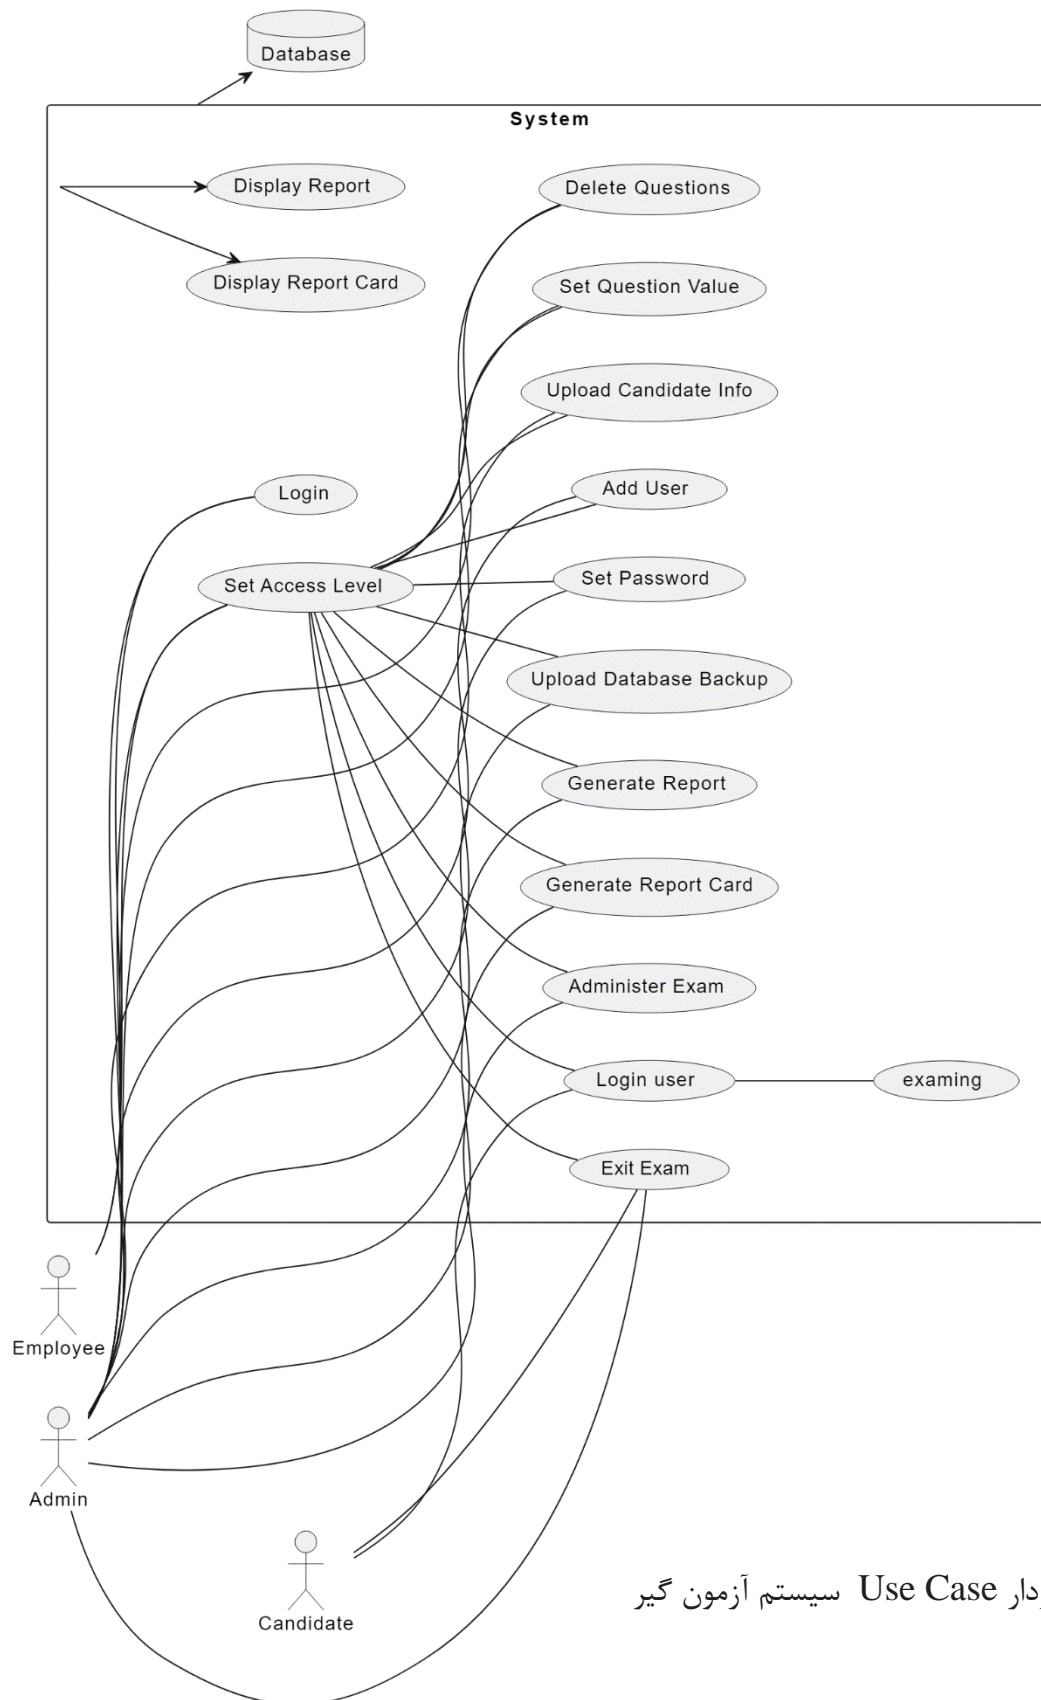 Database
System
Display Report
Delete Questions
Display Report Card
Set Question Value
Upload Candidate Info
Login
Add User
Set Access Level
Set Password
Upload Database Backup
Generate Report
Generate Report Card
Administer Exam
Login user
examing
Exit Exam
Employee
Admin
Candidate
Use Case سیستم آزمون گیر